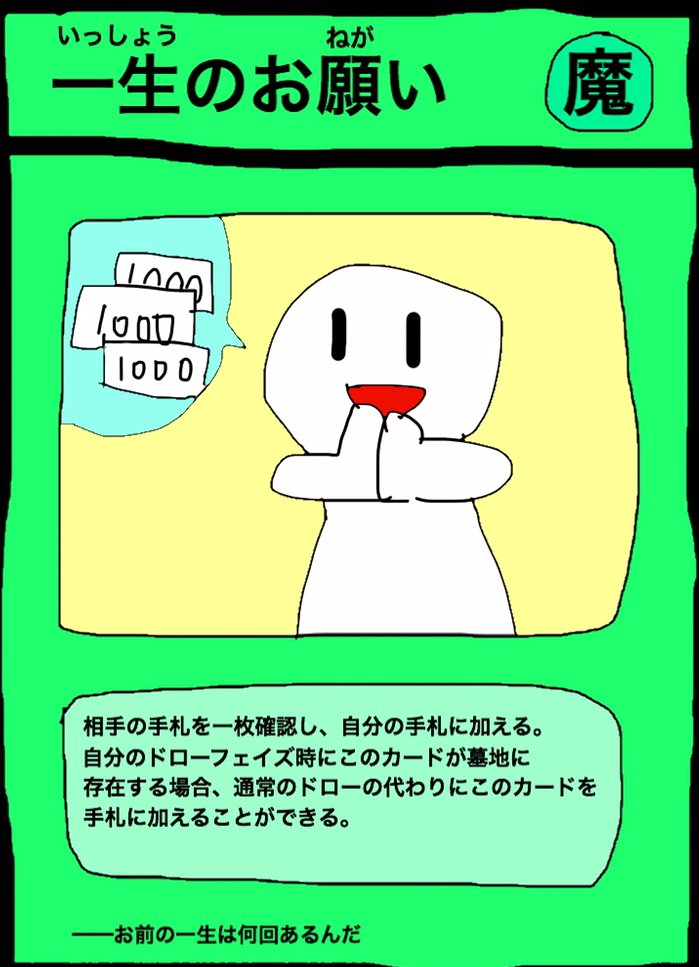 いっしょう ねが
一生のお願い
魔
1000
1000
1000
相手の手札を一枚確認し、自分の手札に加える。
自分のドローフェイズ時にこのカードが墓地に
存在する場合、通常のドローの代わりにこのカードを
手札に加えることができる。
――お前の一生は何回あるんだ